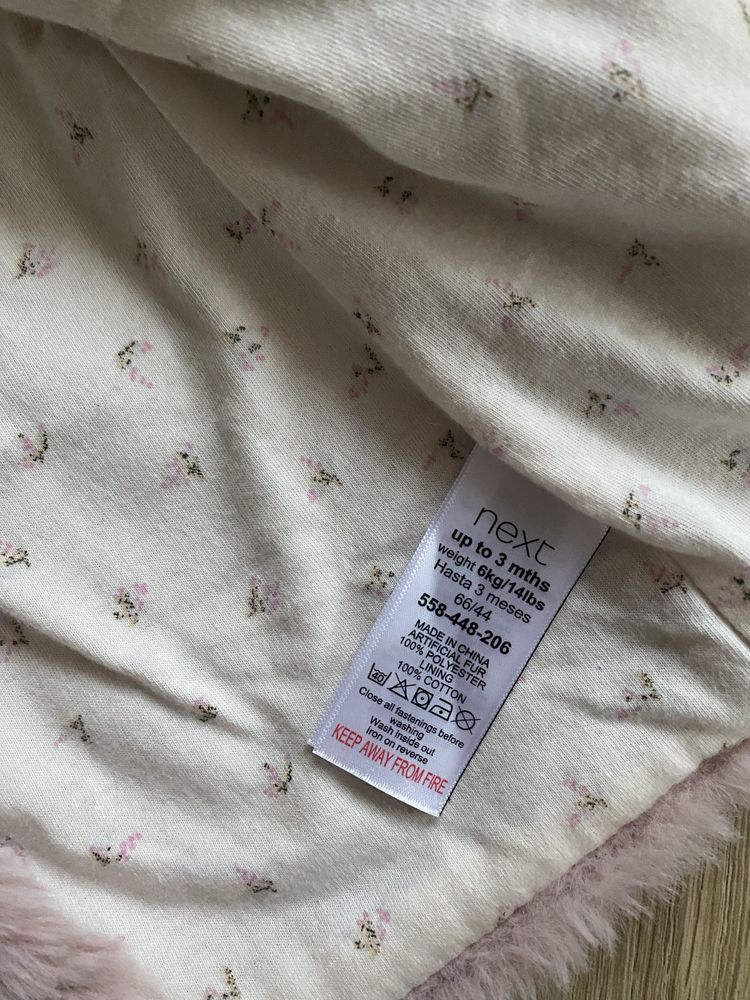 next
up to 3 mths
weight 6kg/14lbs
Hasta 3 meses
66/44
558-448-206
MADE IN CHINA
ARTIFICIAL FUR
100% POLYESTER
LINING
100% COTTON
40
Close all fastenings before
washing
Wash inside out
Iron on reverse
KEEP AWAY FROM FIRE